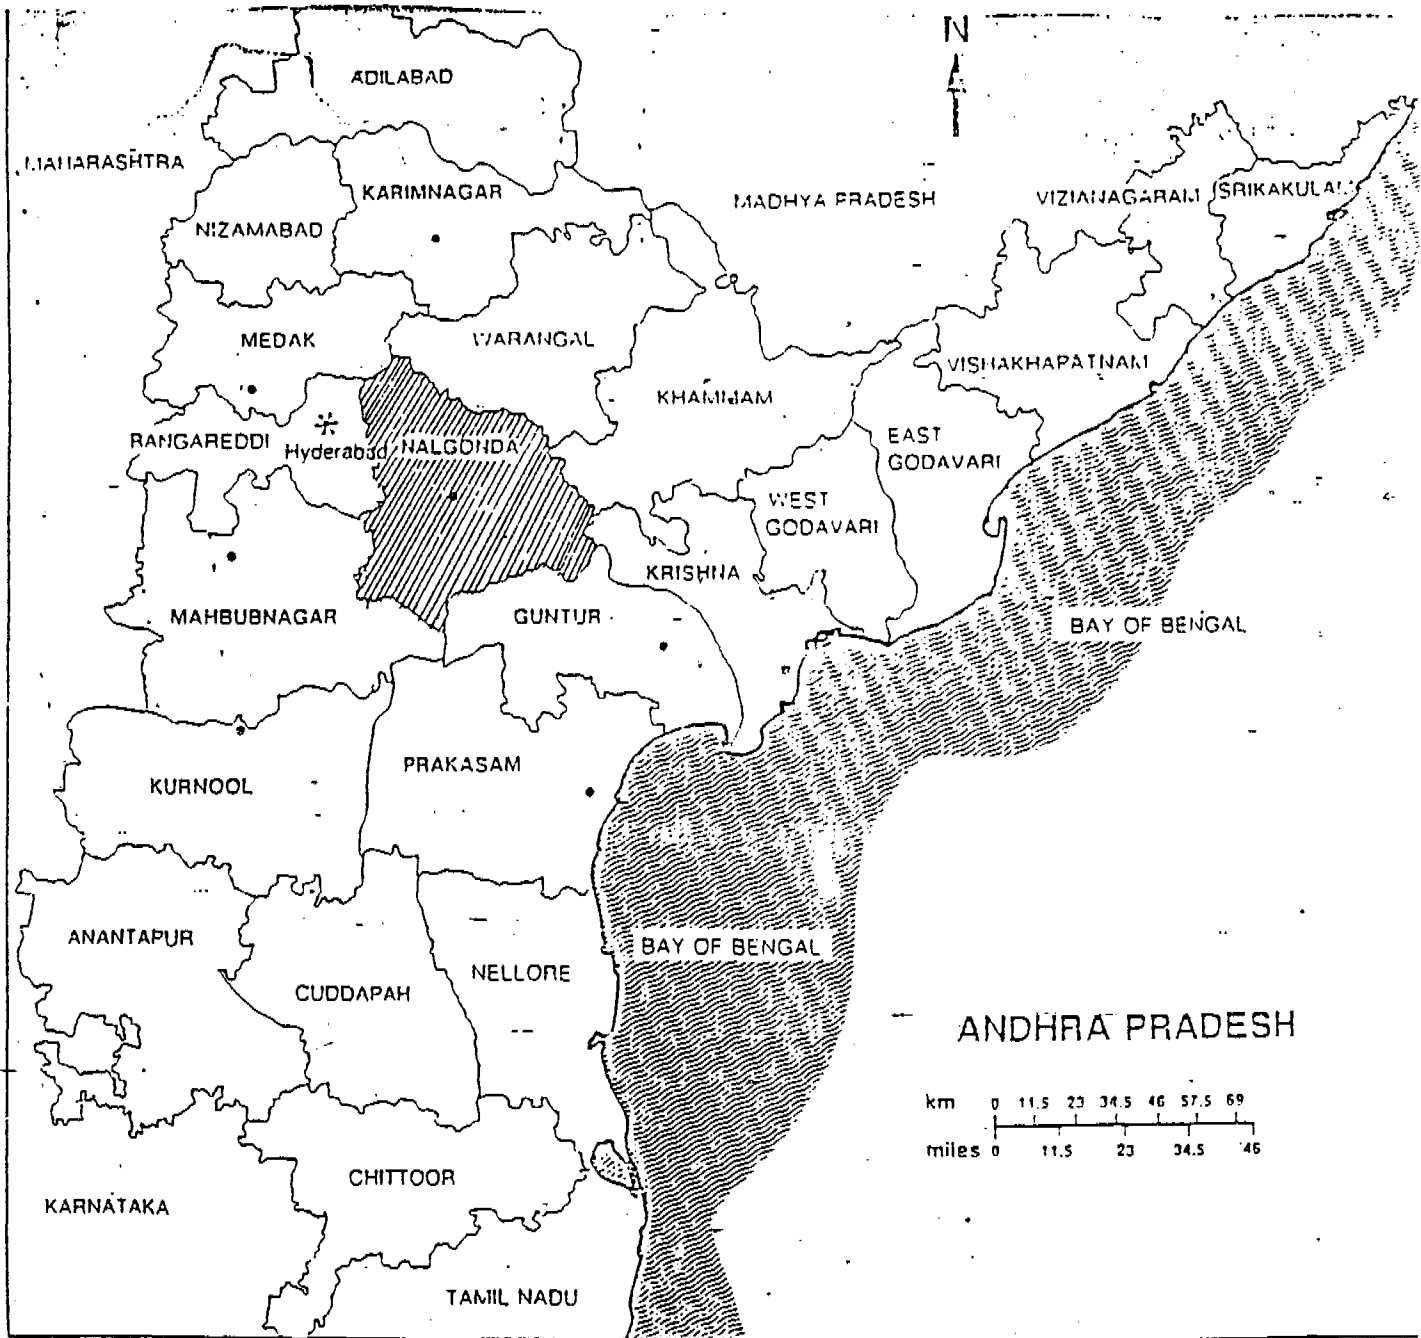 N
ADILABAD
MAHARASHTRA
KARIMNAGAR
MADHYA PRADESH
VIZIANAGARAM
SRIKAKULAM
NIZAMABAD
MEDAK
WARANGAL
VISHAKHAPATNAM
KHAMMAM
RANGAREDDI
Hyderabad
NALGONDA
EAST
GODAVARI
WEST
GODAVARI
KRISHNA
MAHBUBNAGAR
GUNTUR
BAY OF BENGAL
PRAKASAM
KURNOOL
ANANTAPUR
BAY OF BENGAL
NELLORE
CUDDAPAH
ANDHRA PRADESH
km 0 11.5 23 34.5 46 57.5 69
miles 0 11.5 23 34.5 46
CHITTOOR
KARNATAKA
TAMIL NADU